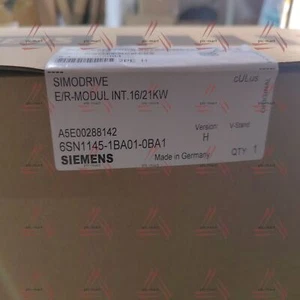 cULus
SIMODRIVE
E/R-MODUL INT.16/21KW
A5E00288142
Version
V-Stand
6SN1145-1BA01-0BA1
H
SIEMENS
Made in Germany
QTY 1